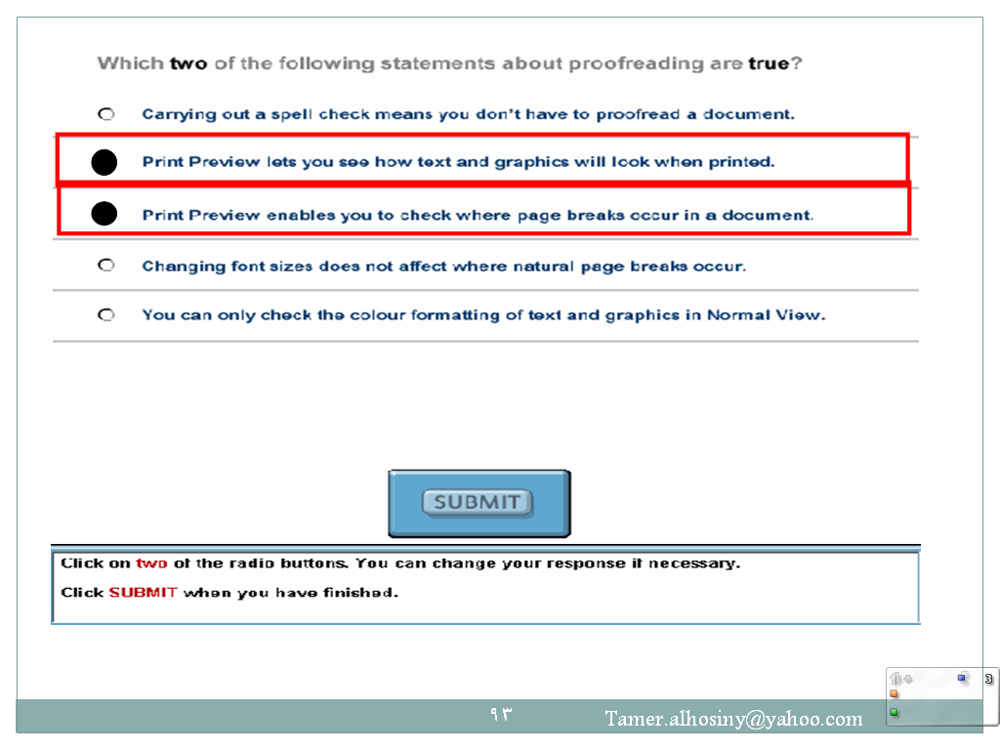 Which two of the following statements about proofreading are true?
Carrying out a spell check means you don't have to proofread a document.
Print Preview lets you see how text and graphics will look when printed.
Print Preview enables you to check where page breaks occur in a document.
Changing font sizes does not affect where natural page breaks occur.
You can only check the colour formatting of text and graphics in Normal View.
SUBMIT
Click on two of the radio buttons. You can change your response if necessary.
Click SUBMIT when you have finished.
3
٩٣
Tamer.alhosiny@yahoo.com